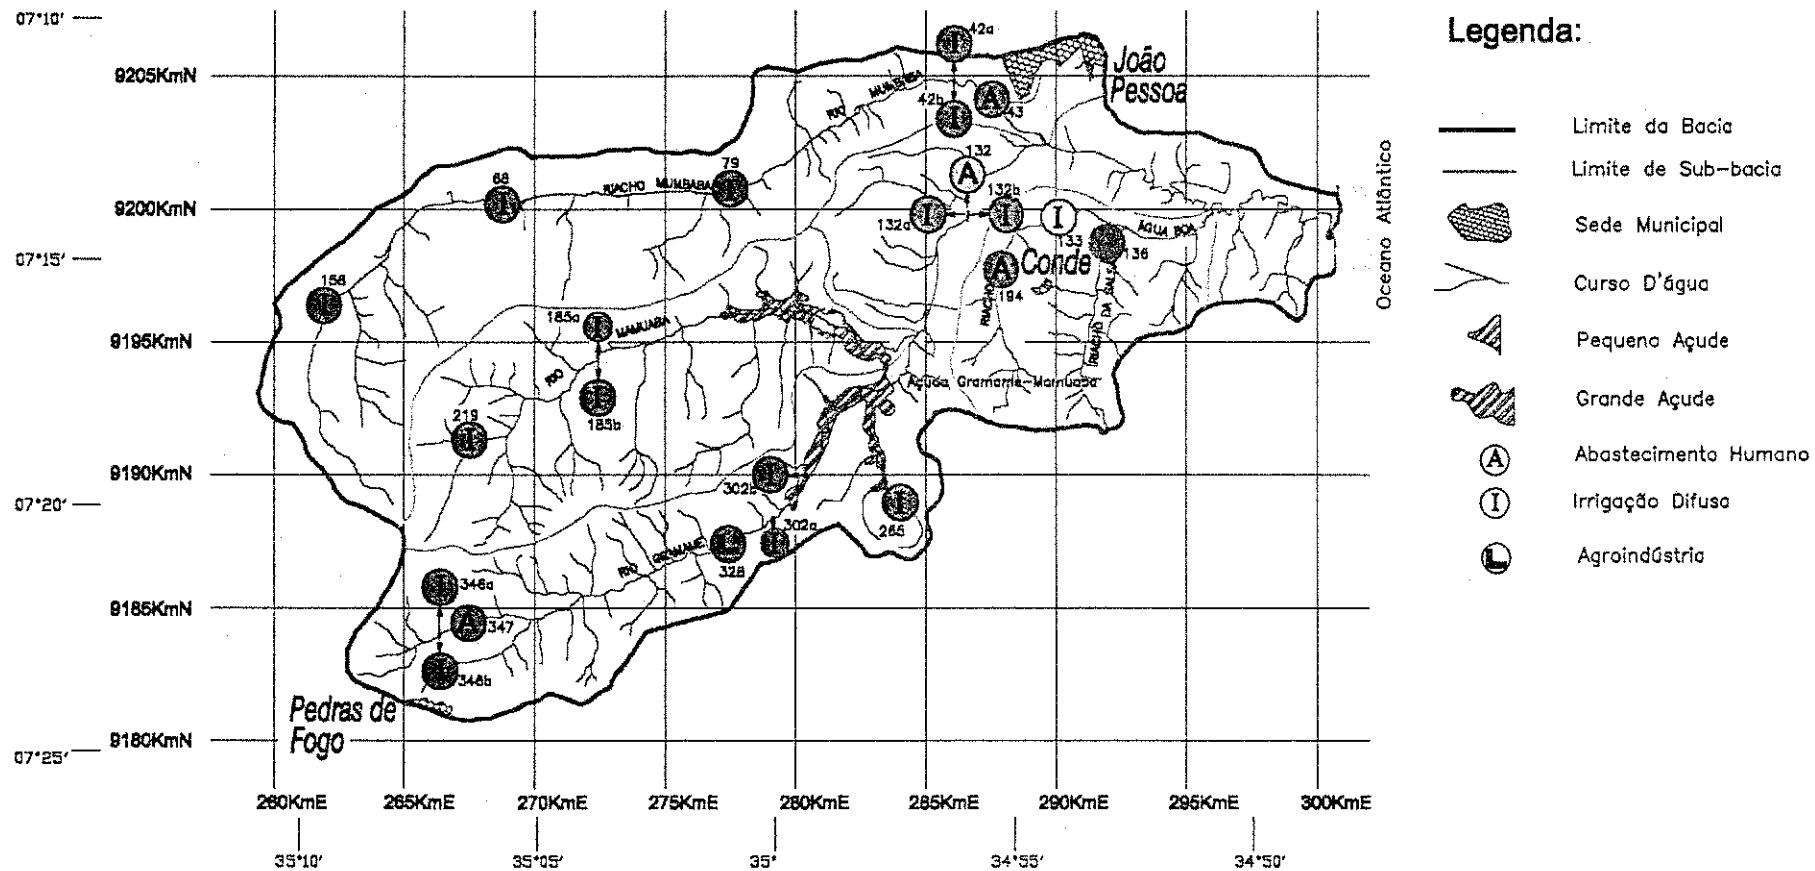 07°10'
9205KmN
9200KmN
07°15'
9195KmN
9190KmN
07°20'
9185KmN
9180KmN
07°25'
260KmE
265KmE
270KmE
275KmE
280KmE
285KmE
290KmE
295KmE
300KmE
35°10'
35°05'
35°
34°55'
34°50'
I
42a
João
Pessoa
RIO MUMBABA
42b
I
A
43
132
A
79
I
68
I
RIACHO MUMBABA
132a
I
132b
I
I
133
ÁGUA BOA
136
Conde
A
194
RIACHO
RIACHO DA SALSA
Oceano Atlântico
I
185a
I
RIO MAMUABA
I
185b
Açude Gramame-Mamuaba
219
I
I
302b
I
265
302a
I
L
328
RIO GRAMAME
I
346a
A
347
I
346b
Pedras de
Fogo
Legenda:
Limite da Bacia
Limite de Sub-bacia
Sede Municipal
Curso D'água
Pequeno Açude
Grande Açude
A Abastecimento Humano
I Irrigação Difusa
L Agroindústria